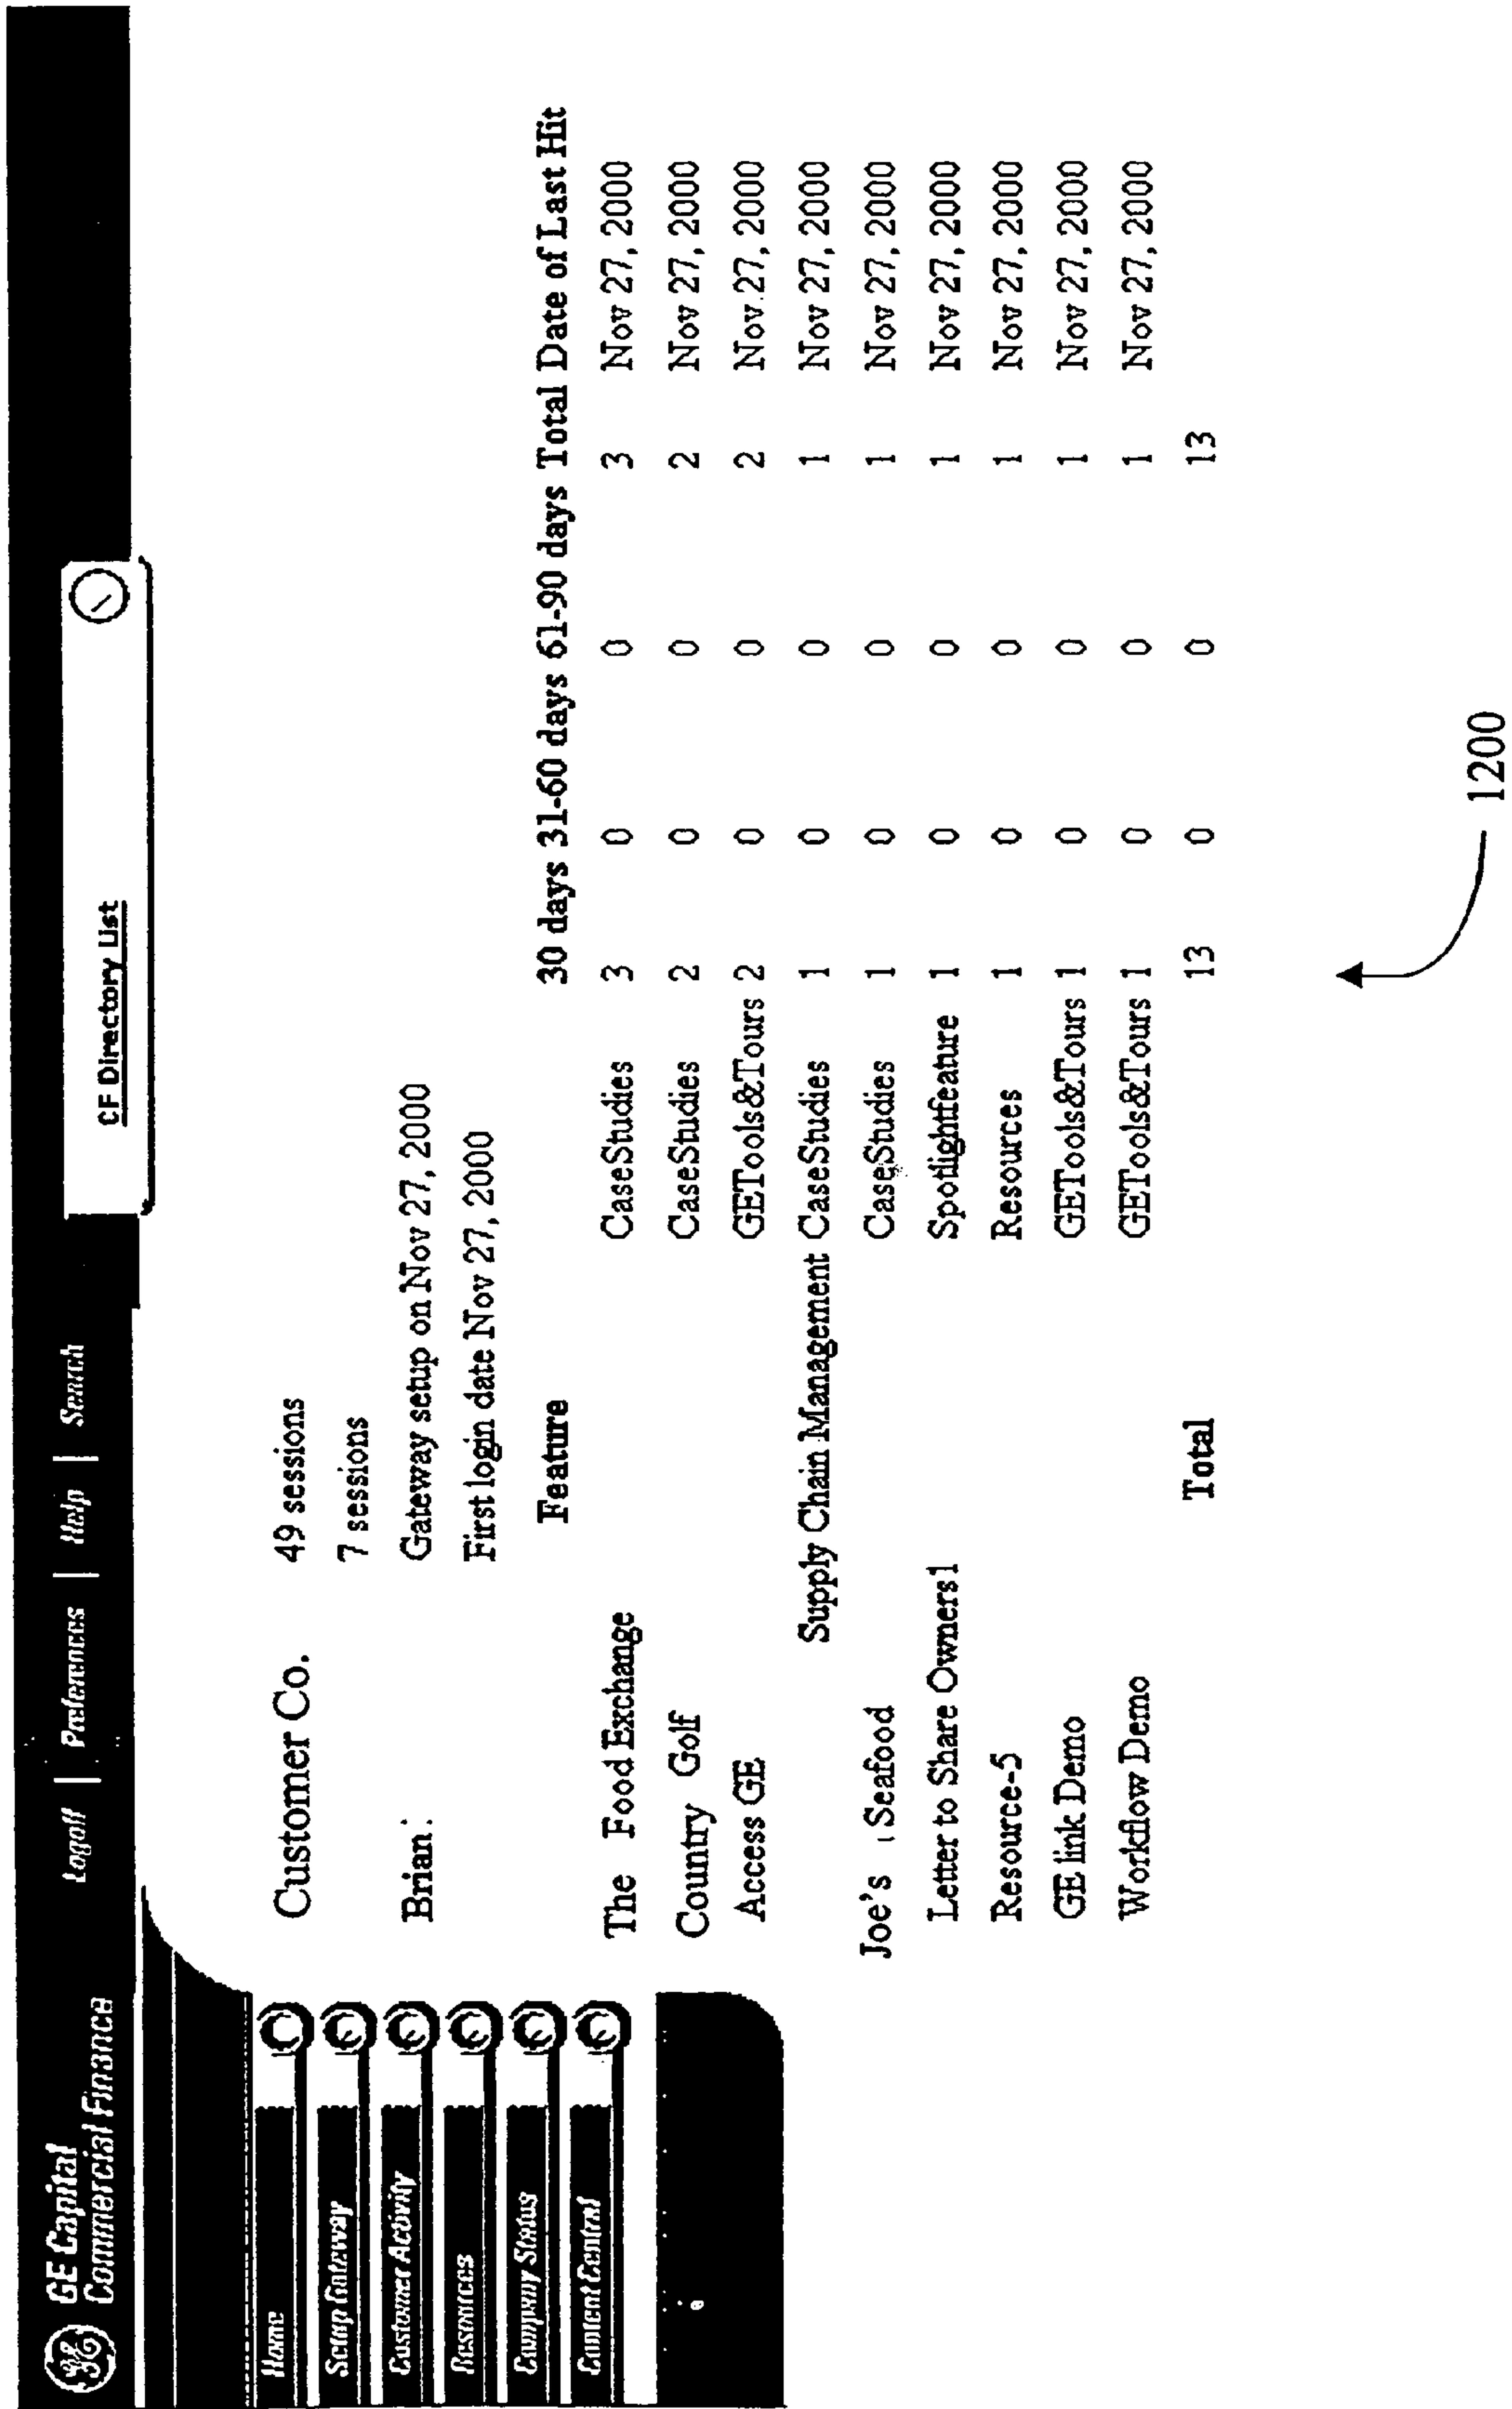 GE Capital
Commercial Finance
Logoff | Preferences | Help | Search
CF Directory List
Home
Setup Gateway
Customer Activity
Resources
Company Status
Content Central
Customer Co. 49 sessions
7 sessions
Brian Gateway setup on Nov 27, 2000
First login date Nov 27, 2000
Feature 30 days 31-60 days 61-90 days Total Date of Last Hit
The Food Exchange CaseStudies 3 0 0 3 Nov 27, 2000
Country Golf CaseStudies 2 0 0 2 Nov 27, 2000
Access GE GETools&Tours 2 0 0 2 Nov 27, 2000
Supply Chain Management CaseStudies 1 0 0 1 Nov 27, 2000
Joe's Seafood CaseStudies 1 0 0 1 Nov 27, 2000
Letter to Share Owners1 Spotlightfeature 1 0 0 1 Nov 27, 2000
Resource-5 Resources 1 0 0 1 Nov 27, 2000
GE link Demo GETools&Tours 1 0 0 1 Nov 27, 2000
Workflow Demo GETools&Tours 1 0 0 1 Nov 27, 2000
Total 13 0 0 13
1200